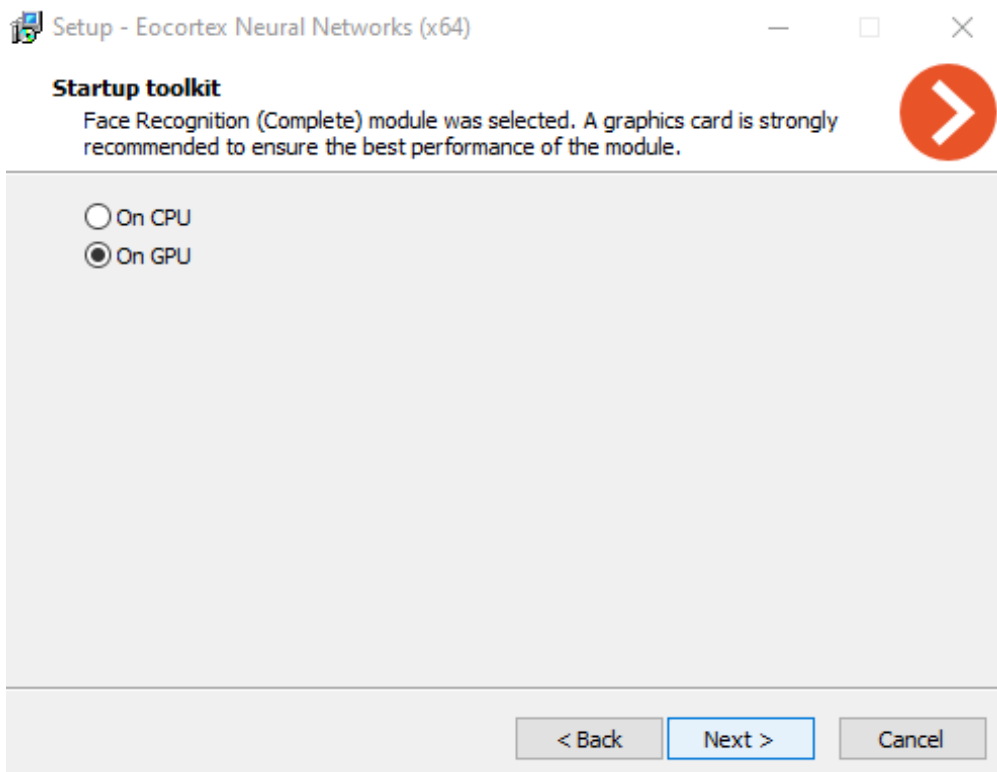 Setup - Eocortex Neural Networks (x64)
Startup toolkit
Face Recognition (Complete) module was selected. A graphics card is strongly
recommended to ensure the best performance of the module.
On CPU
On GPU
< Back
Next >
Cancel